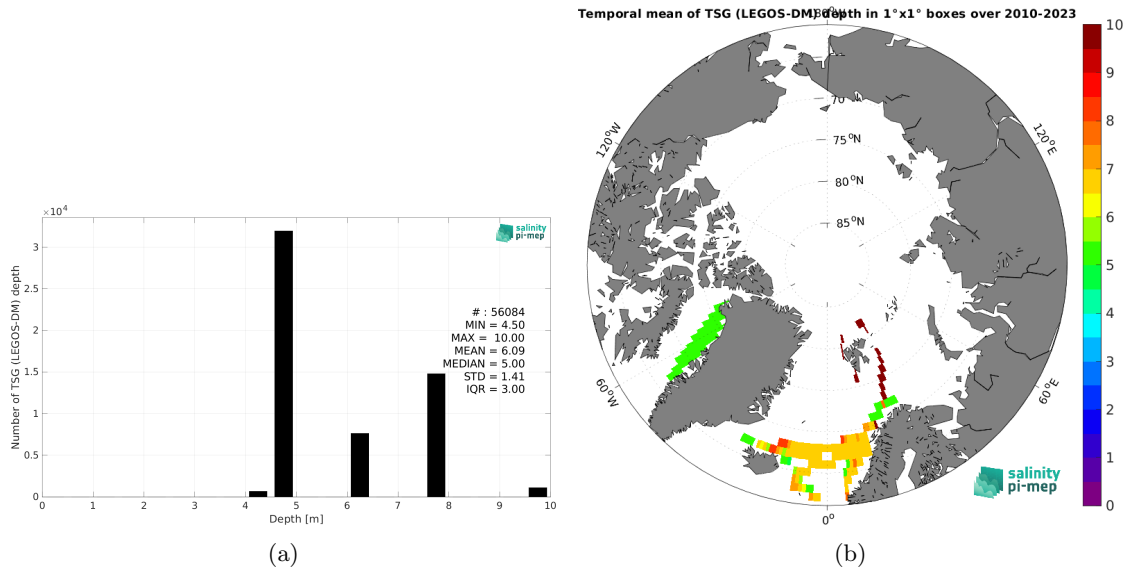 ×10⁴
3
2.5
2
1.5
1
0.5
0
Number of TSG (LEGOS-DM) depth
salinity
pi-mep
# : 56084
MIN = 4.50
MAX = 10.00
MEAN = 6.09
MEDIAN = 5.00
STD = 1.41
IQR = 3.00
0 1 2 3 4 5 6 7 8 9 10
Depth [m]
(a)
Temporal mean of TSG (LEGOS-DM) depth in 1°x1° boxes over 2010-2023
180°W
120°W
120°E
60°W
60°E
0°
70
75°N
80°N
85°N
salinity
pi-mep
10
9
8
7
6
5
4
3
2
1
0
(b)